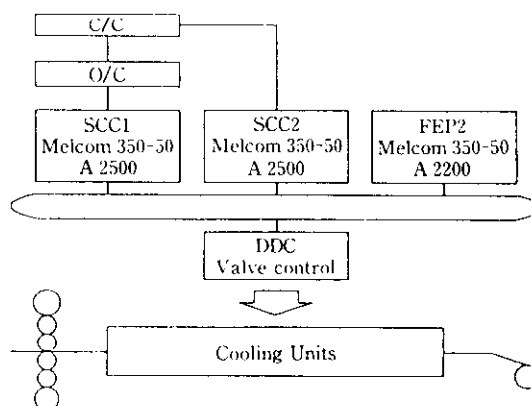 C/C
O/C
SCC1
Melcom 350-50
A 2500
SCC2
Melcom 350-50
A 2500
FEP2
Melcom 350-50
A 2200
DDC
Valve control
Cooling Units